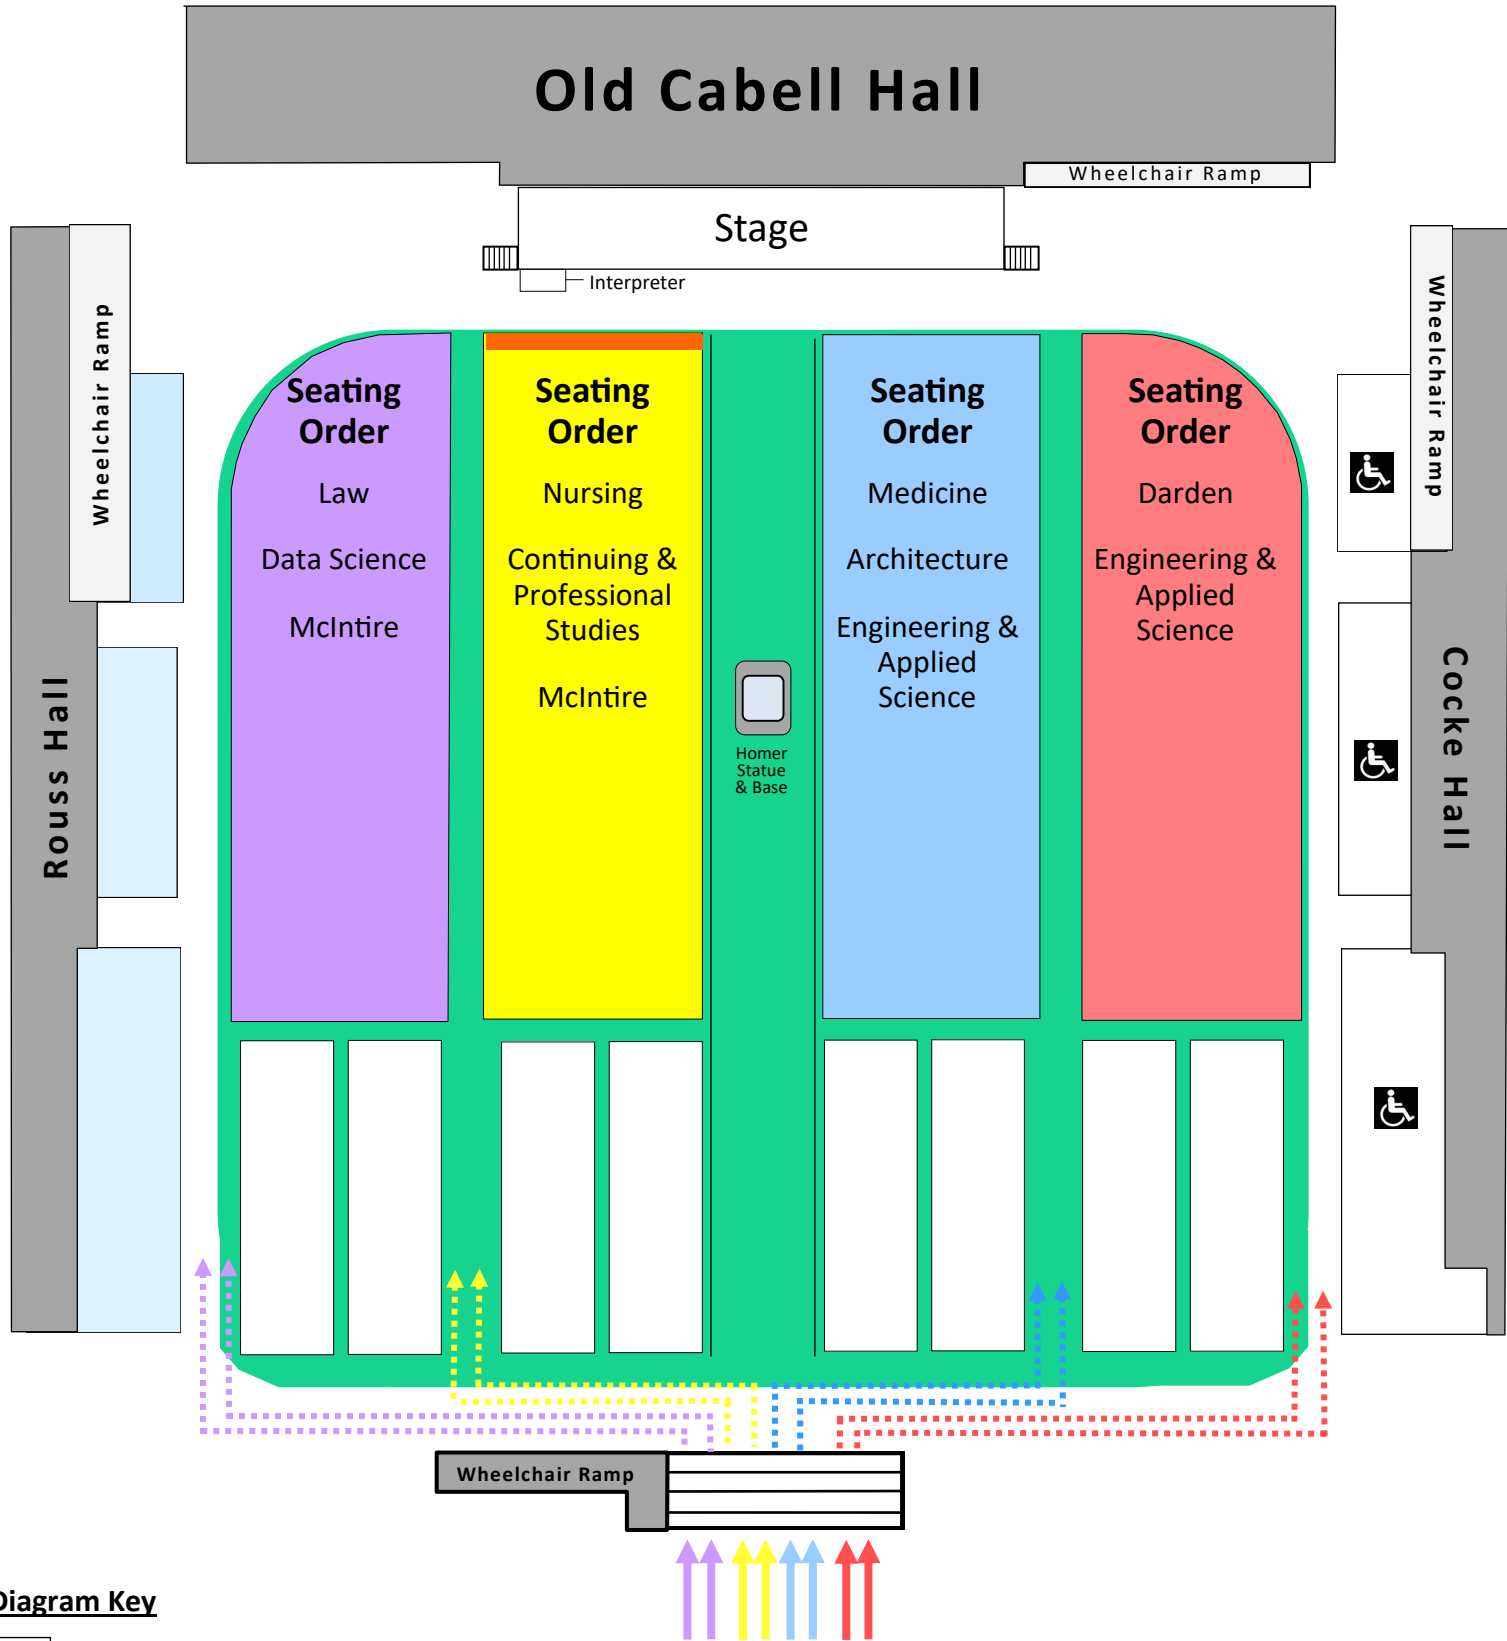 Old Cabell Hall
Wheelchair Ramp
Stage
Interpreter
Wheelchair Ramp
Rouss Hall
Seating
Order
Law
Data Science
McIntire
Seating
Order
Nursing
Continuing &
Professional
Studies
McIntire
Homer
Statue
& Base
Seating
Order
Medicine
Architecture
Engineering &
Applied
Science
Seating
Order
Darden
Engineering &
Applied
Science
Wheelchair Ramp
Cocke Hall
Wheelchair Ramp
Diagram Key